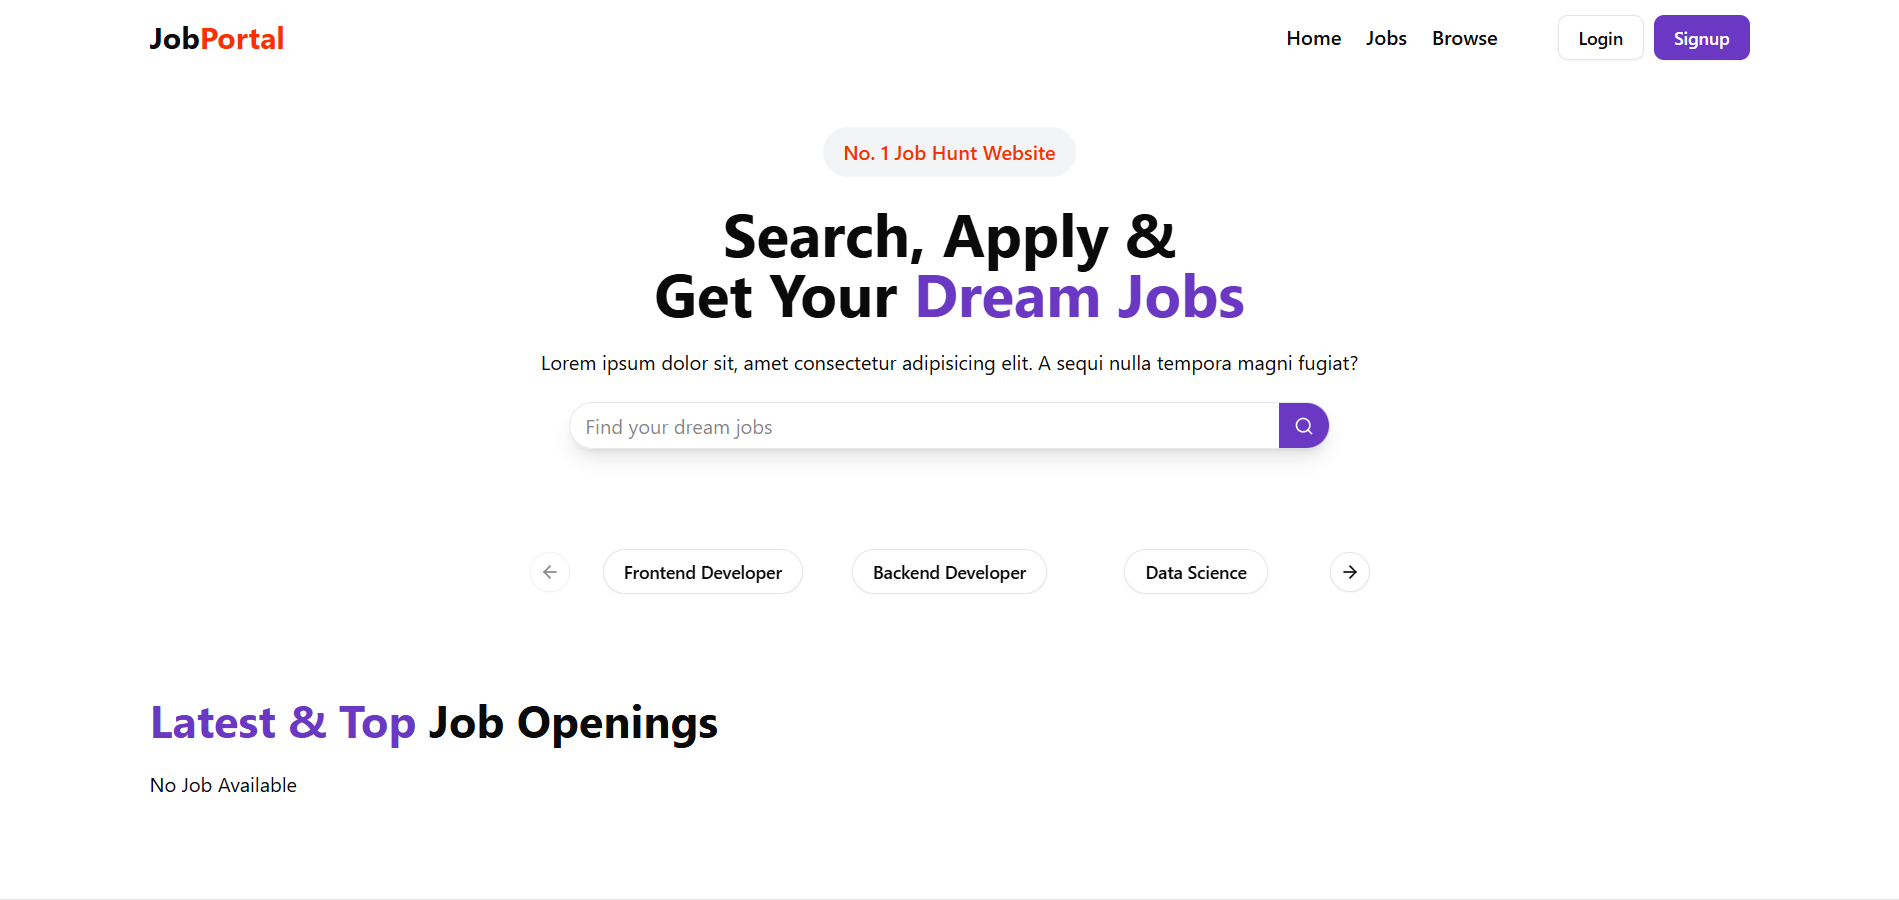 JobPortal
Home Jobs Browse Login Signup
No. 1 Job Hunt Website
Search, Apply &
Get Your Dream Jobs
Lorem ipsum dolor sit, amet consectetur adipisicing elit. A sequi nulla tempora magni fugiat?
Find your dream jobs
Frontend Developer Backend Developer Data Science
Latest & Top Job Openings
No Job Available